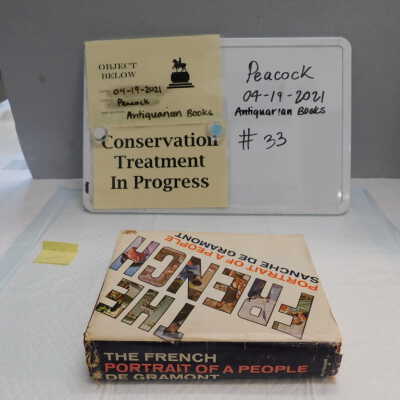 OBJECT
BELOW
04-19-2021
Peacock
Antiquarian Books
Conservation
Treatment
In Progress
Peacock
04-19-2021
Antiquarian Books
# 33
THE
FRENCH
PORTRAIT OF A PEOPLE
SANCHE DE GRAMONT
THE FRENCH
PORTRAIT OF A PEOPLE
DE GRAMONT